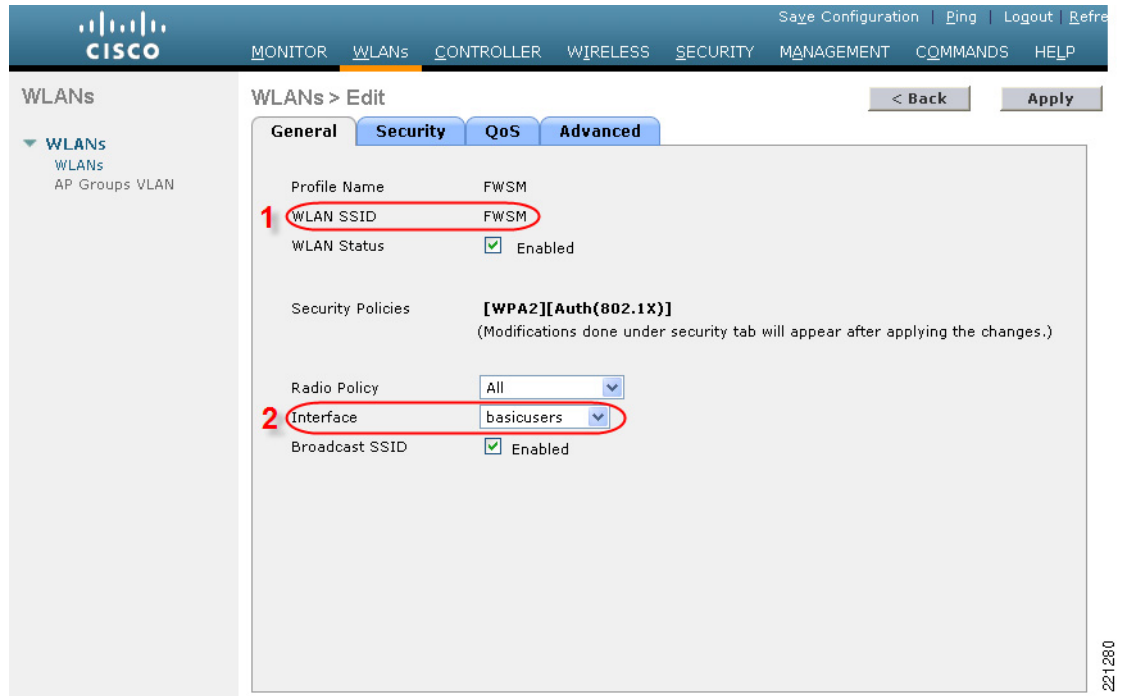 Save Configuration | Ping | Logout | Refre
CISCO
MONITOR WLANs CONTROLLER WIRELESS SECURITY MANAGEMENT COMMANDS HELP
WLANs
WLANs > Edit
< Back
Apply
General Security QoS Advanced
WLANs
WLANs
AP Groups VLAN
Profile Name FWSM
1 WLAN SSID FWSM
WLAN Status Enabled
Security Policies [WPA2][Auth(802.1X)]
(Modifications done under security tab will appear after applying the changes.)
Radio Policy All
2 Interface basicusers
Broadcast SSID Enabled
221280